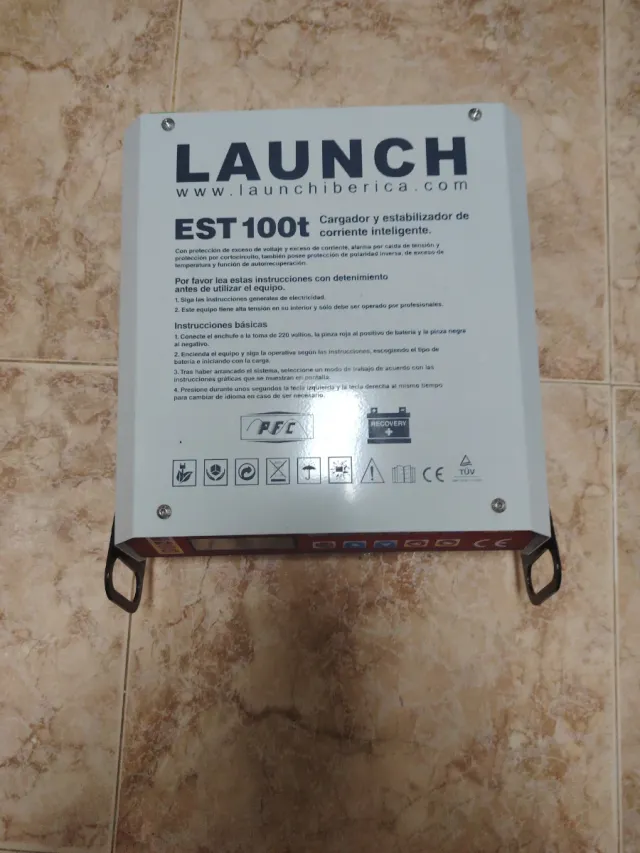 LAUNCH
www.launchiberica.com
EST 100t Cargador y estabilizador de
corriente inteligente.
Con protección de exceso de voltaje y exceso de corriente, alarma por caída de tensión y
protección por cortocircuito, también posee protección de polaridad inversa, de exceso de
temperatura y función de autorrecuperación.
Por favor lea estas instrucciones con detenimiento
antes de utilizar el equipo.
1. Siga las instrucciones generales de electricidad.
2. Este equipo tiene alta tensión en su interior y sólo debe ser operado por profesionales.
Instrucciones básicas
1. Conecte el enchufe a la toma de 220 voltios, la pinza roja al positivo de batería y la pinza negra
al negativo.
2. Encienda el equipo y siga la operativa según las instrucciones, escogiendo el tipo de
batería e iniciando con la carga.
3. Tras haber arrancado el sistema, seleccione un modo de trabajo de acuerdo con las
instrucciones gráficas que se muestran en pantalla.
4. Presione durante unos segundos la tecla izquierda y la tecla derecha al mismo tiempo
para cambiar de idioma en caso de ser necesario.
PFC
RECOVERY
+
CE
TÜV
CE